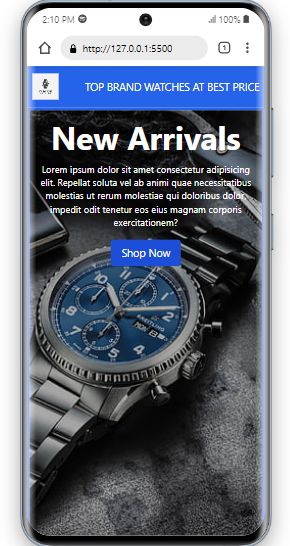 2:10 PM
100%
http://127.0.0.1:5500
1
TOP BRAND WATCHES AT BEST PRICE
New Arrivals
Lorem ipsum dolor sit amet consectetur adipisicing
elit. Repellat soluta vel ab animi quae necessitatibus
molestias ut rerum molestiae qui doloribus dolor
impedit odit tenetur eos eius magnam corporis
exercitationem?
Shop Now
BREITLING